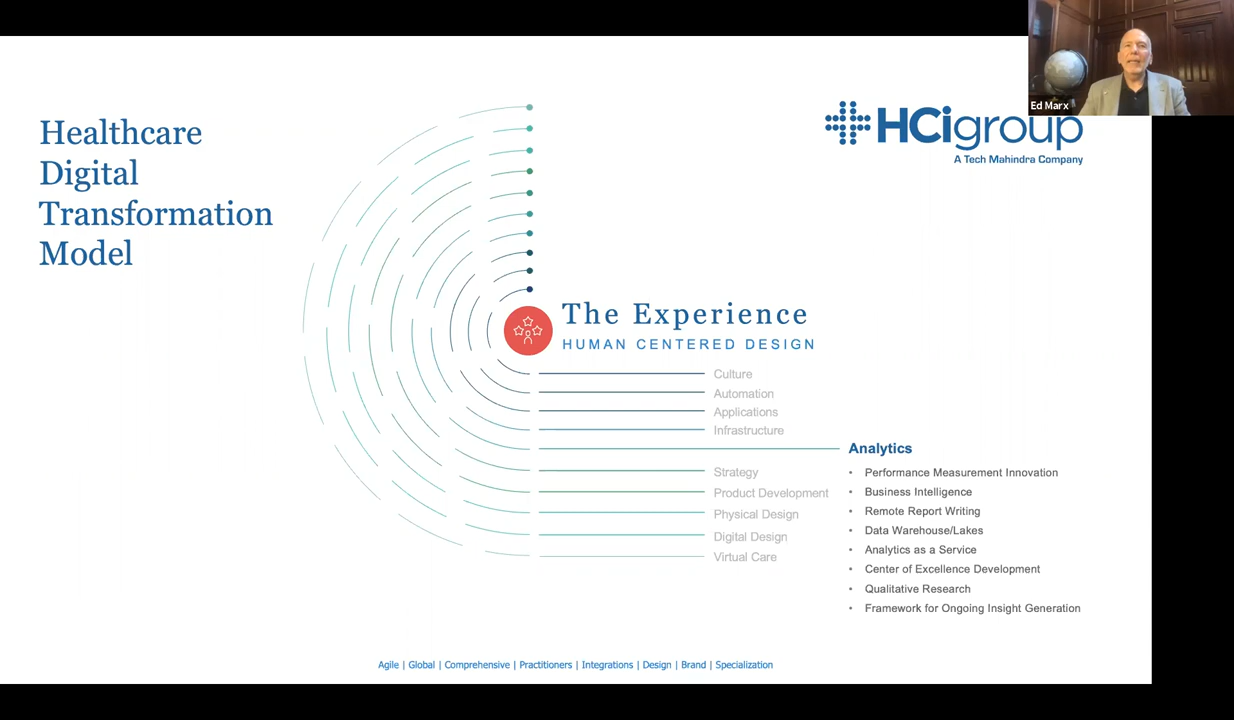 Healthcare
Digital
Transformation
Model
Ed Marx
HCigroup
A Tech Mahindra Company
The Experience
HUMAN CENTERED DESIGN
Culture
Automation
Applications
Infrastructure
Analytics
• Performance Measurement Innovation
• Business Intelligence
• Remote Report Writing
• Data Warehouse/Lakes
• Analytics as a Service
• Center of Excellence Development
• Qualitative Research
• Framework for Ongoing Insight Generation
Strategy
Product Development
Physical Design
Digital Design
Virtual Care
Agile | Global | Comprehensive | Practitioners | Integrations | Design | Brand | Specialization